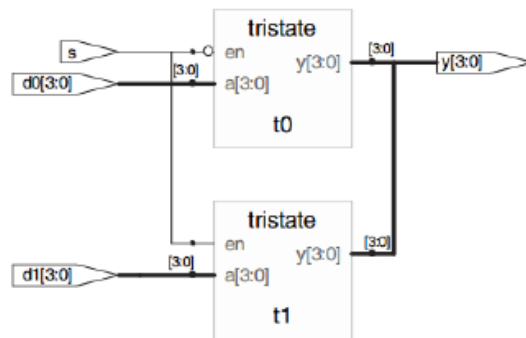 tristate
s
en
[3:0]
y[3:0]
[3:0]
y[3:0]
d0[3:0]
a[3:0]
t0
tristate
en
[3:0]
y[3:0]
[3:0]
d1[3:0]
a[3:0]
t1